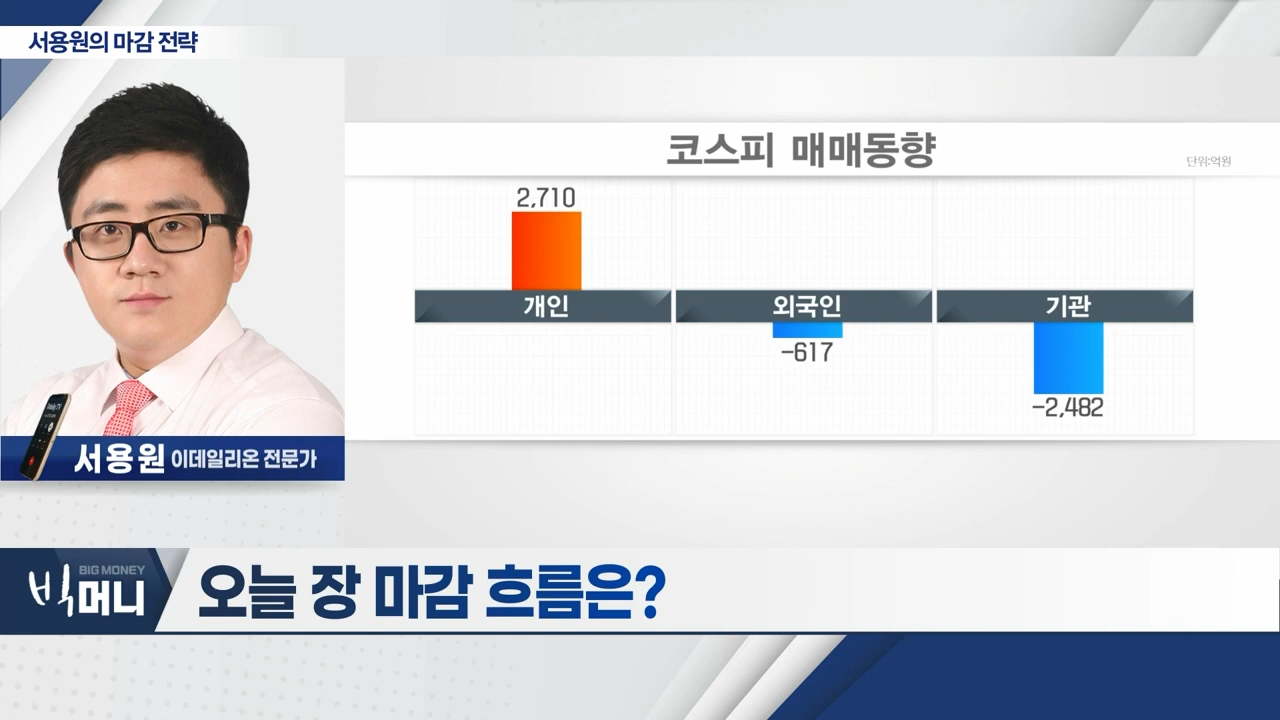 서용원의 마감 전략
코스피 매매동향
단위:억원
2,710
개인
외국인
기관
-617
-2,482
서용원 이데일리온 전문가
BIG MONEY
빅머니
오늘 장 마감 흐름은?